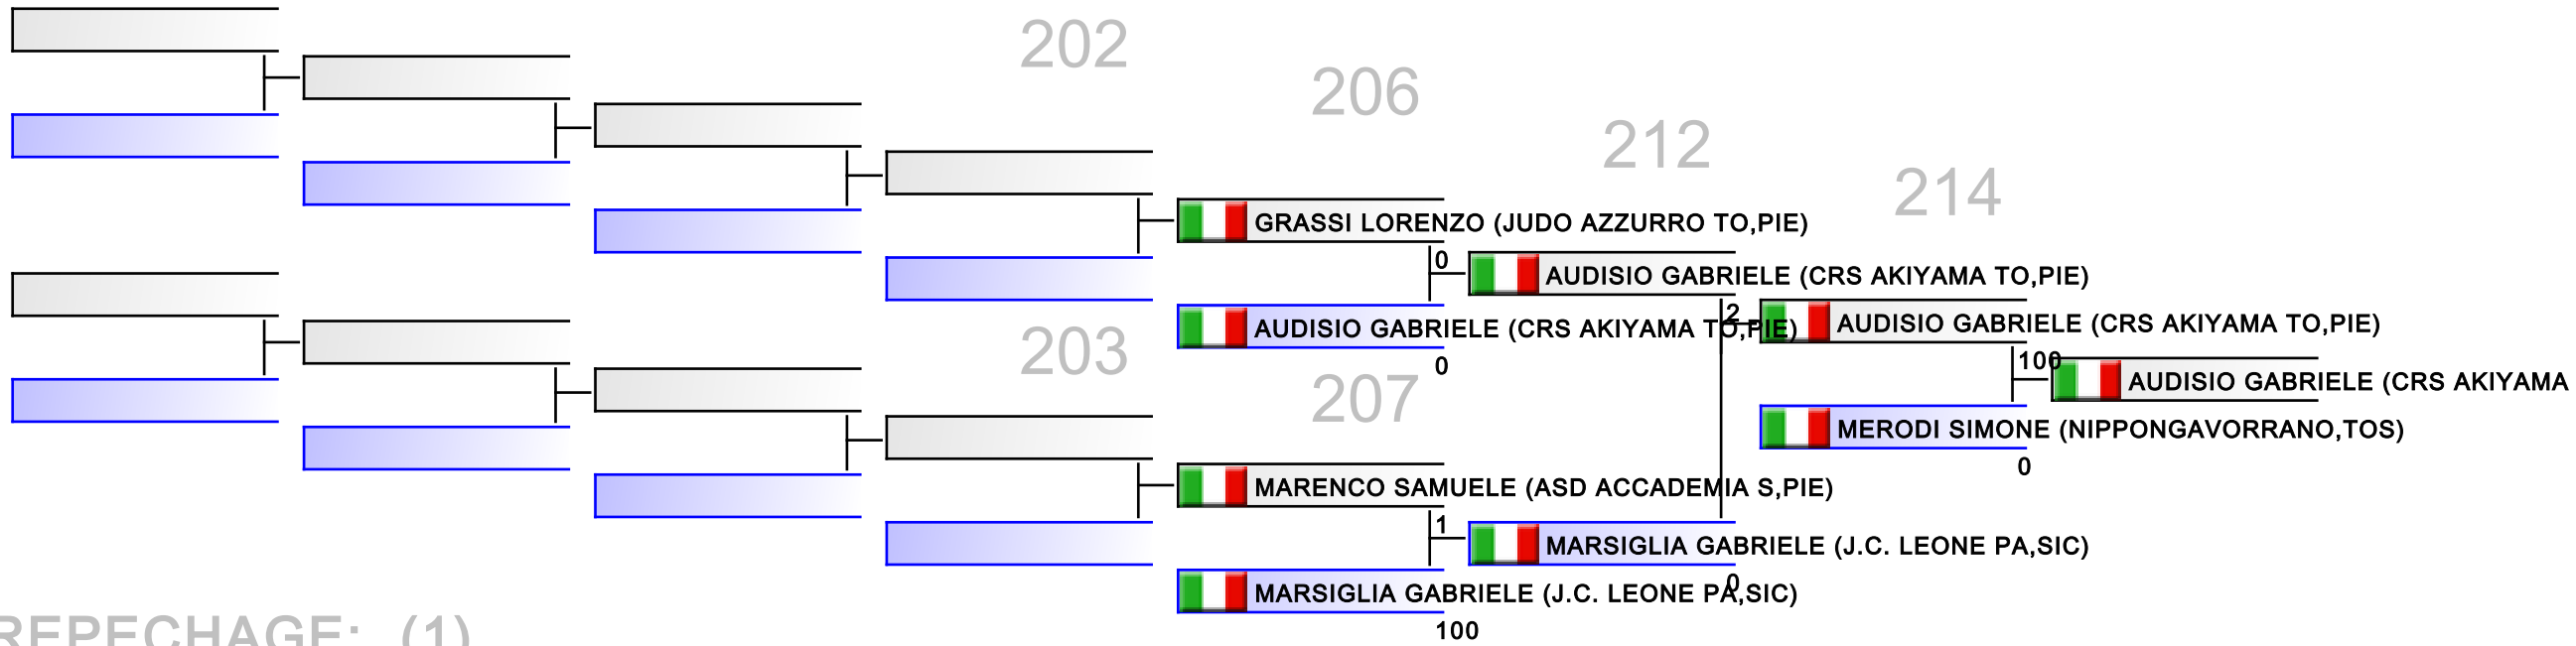 202
206
212
214
GRASSI LORENZO (JUDO AZZURRO TO,PIE)
0
AUDISIO GABRIELE (CRS AKIYAMA TO,PIE)
2
AUDISIO GABRIELE (CRS AKIYAMA TO,PIE)
AUDISIO GABRIELE (CRS AKIYAMA TO,PIE)
203
0
100
AUDISIO GABRIELE (CRS AKIYAMA
207
MERODI SIMONE (NIPPONGAVORRANO,TOS)
0
MARENCO SAMUELE (ASD ACCADEMIA S,PIE)
1
MARSIGLIA GABRIELE (J.C. LEONE PA,SIC)
0
MARSIGLIA GABRIELE (J.C. LEONE PA,SIC)
100
REPECHAGE: (1)